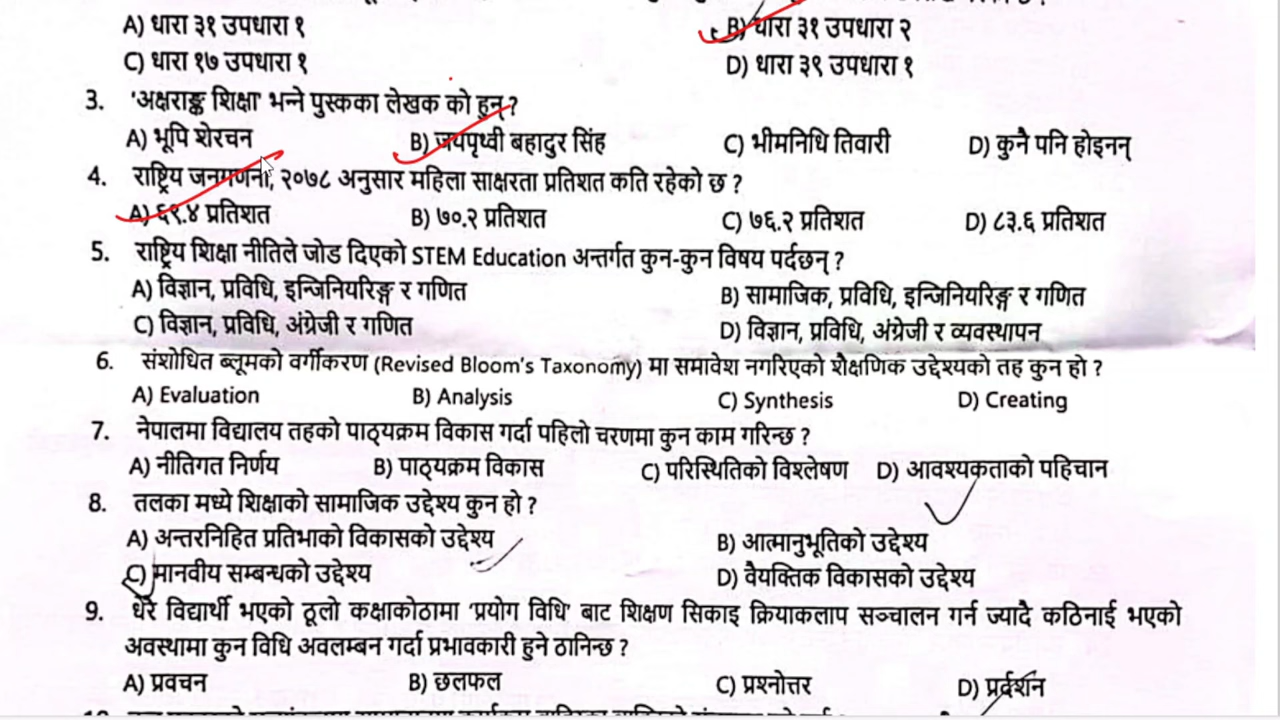 A) धारा ३१ उपधारा १ B) धारा ३१ उपधारा २
C) धारा १७ उपधारा १ D) धारा ३९ उपधारा १
3. 'अक्षराङ्क शिक्षा' भन्ने पुस्कका लेखक को हुन् ?
A) भूपि शेरचन B) जयपृथ्वी बहादुर सिंह C) भीमनिधि तिवारी D) कुनै पनि होइनन्
4. राष्ट्रिय जनगणना, २०७८ अनुसार महिला साक्षरता प्रतिशत कति रहेको छ ?
A) ६९.४ प्रतिशत B) ७०.२ प्रतिशत C) ७६.२ प्रतिशत D) ८३.६ प्रतिशत
5. राष्ट्रिय शिक्षा नीतिले जोड दिएको STEM Education अन्तर्गत कुन-कुन विषय पर्दछन् ?
A) विज्ञान, प्रविधि, इन्जिनियरिङ्ग र गणित B) सामाजिक, प्रविधि, इन्जिनियरिङ्ग र गणित
C) विज्ञान, प्रविधि, अंग्रेजी र गणित D) विज्ञान, प्रविधि, अंग्रेजी र व्यवस्थापन
6. संशोधित ब्लूमको वर्गीकरण (Revised Bloom's Taxonomy) मा समावेश नगरिएको शैक्षणिक उद्देश्यको तह कुन हो ?
A) Evaluation B) Analysis C) Synthesis D) Creating
7. नेपालमा विद्यालय तहको पाठ्यक्रम विकास गर्दा पहिलो चरणमा कुन काम गरिन्छ ?
A) नीतिगत निर्णय B) पाठ्यक्रम विकास C) परिस्थितिको विश्लेषण D) आवश्यकताको पहिचान
8. तलका मध्ये शिक्षाको सामाजिक उद्देश्य कुन हो ?
A) अन्तरनिहित प्रतिभाको विकासको उद्देश्य B) आत्मानुभूतिको उद्देश्य
C) मानवीय सम्बन्धको उद्देश्य D) वैयक्तिक विकासको उद्देश्य
9. धेरै विद्यार्थी भएको ठूलो कक्षाकोठामा 'प्रयोग विधि' बाट शिक्षण सिकाइ क्रियाकलाप सञ्चालन गर्न ज्यादै कठिनाई भएको
अवस्थामा कुन विधि अवलम्बन गर्दा प्रभावकारी हुने ठानिन्छ ?
A) प्रवचन B) छलफल C) प्रश्नोत्तर D) प्रर्दशन